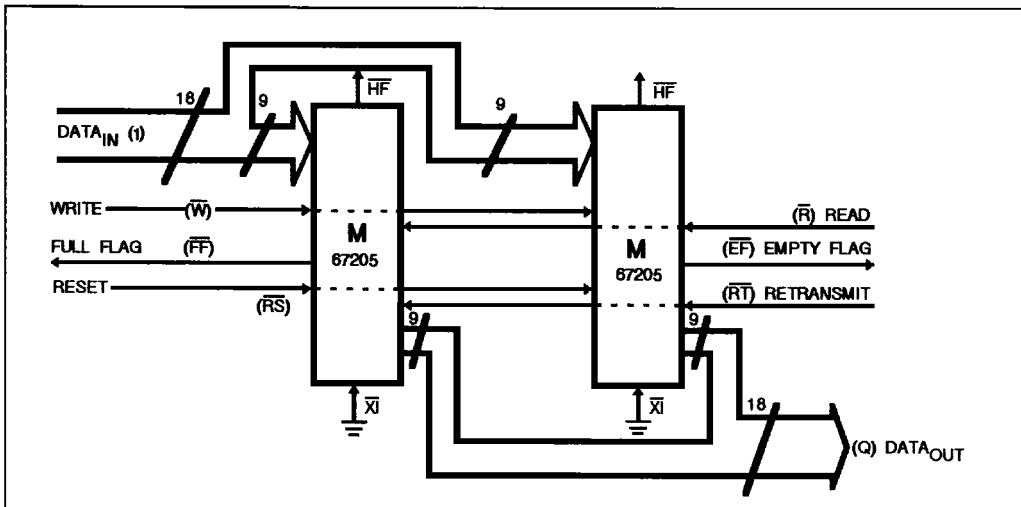 HF
HF
18
9
9
DATAIN (1)
WRITE (W) (R) READ
M
FULL FLAG (FF) (EF) EMPTY FLAG
67205
M
67205
RESET (RS) (RT) RETRANSMIT
9
9
XI
XI
18
(Q) DATAOUT